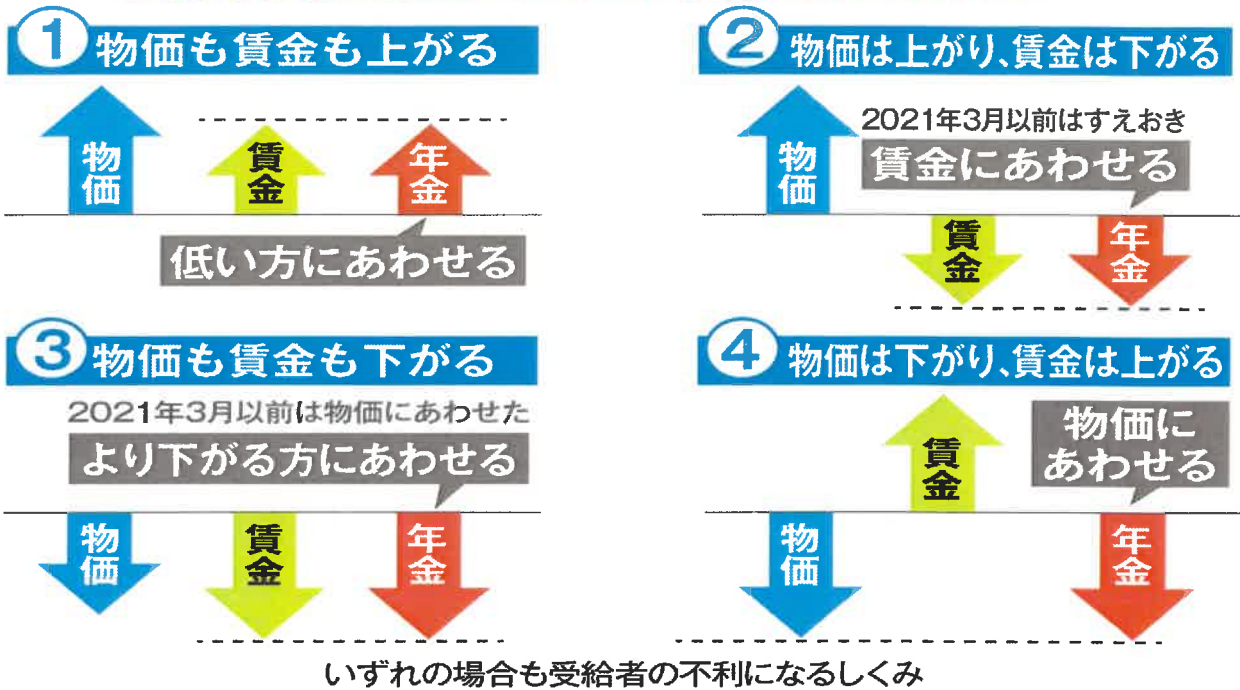 ① 物価も賃金も上がる
物価
賃金
年金
低い方にあわせる
② 物価は上がり、賃金は下がる
2021年3月以前はすえおき
賃金にあわせる
物価
賃金
年金
③ 物価も賃金も下がる
2021年3月以前は物価にあわせた
より下がる方にあわせる
物価
賃金
年金
④ 物価は下がり、賃金は上がる
物価に
あわせる
賃金
物価
年金
いずれの場合も受給者の不利になるしくみ